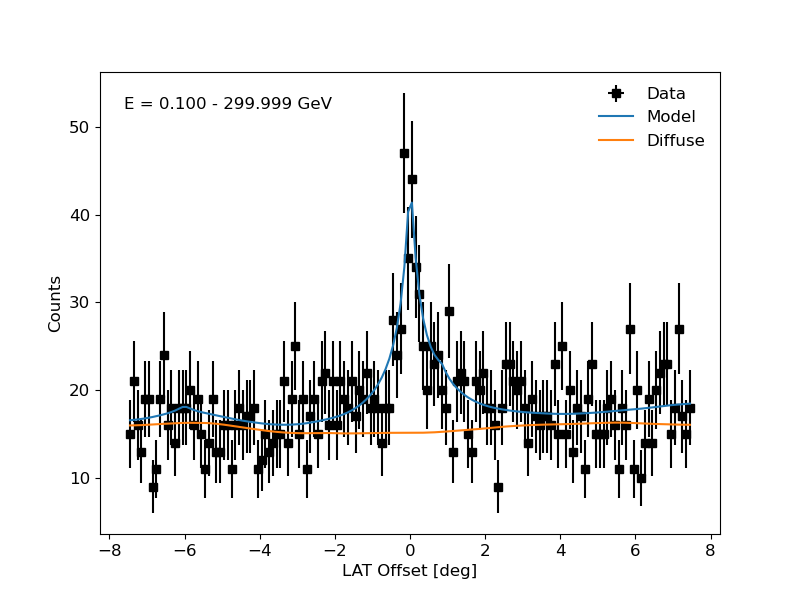 E = 0.100 - 299.999 GeV
Data
Model
Diffuse
Counts
50
40
30
20
10
−8
−6
−4
−2
0
2
4
6
8
LAT Offset [deg]